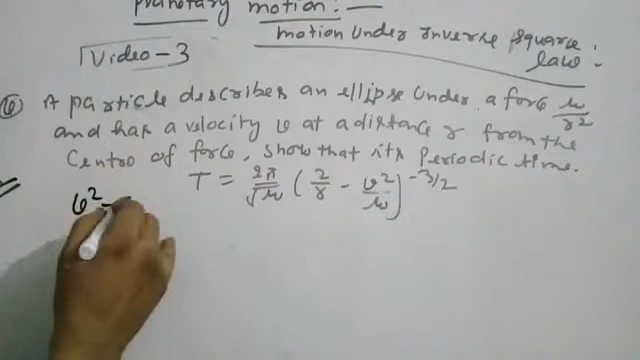 Planetary motion :-
motion under inverse square law -
Video-3
⑥ A particle describes an ellipse under a force μ/r²
and has a velocity v at a distance r from the
Centre of force, show that its Periodic time.
T = 2π/√μ (2/r - v²/μ)^-3/2
v² =